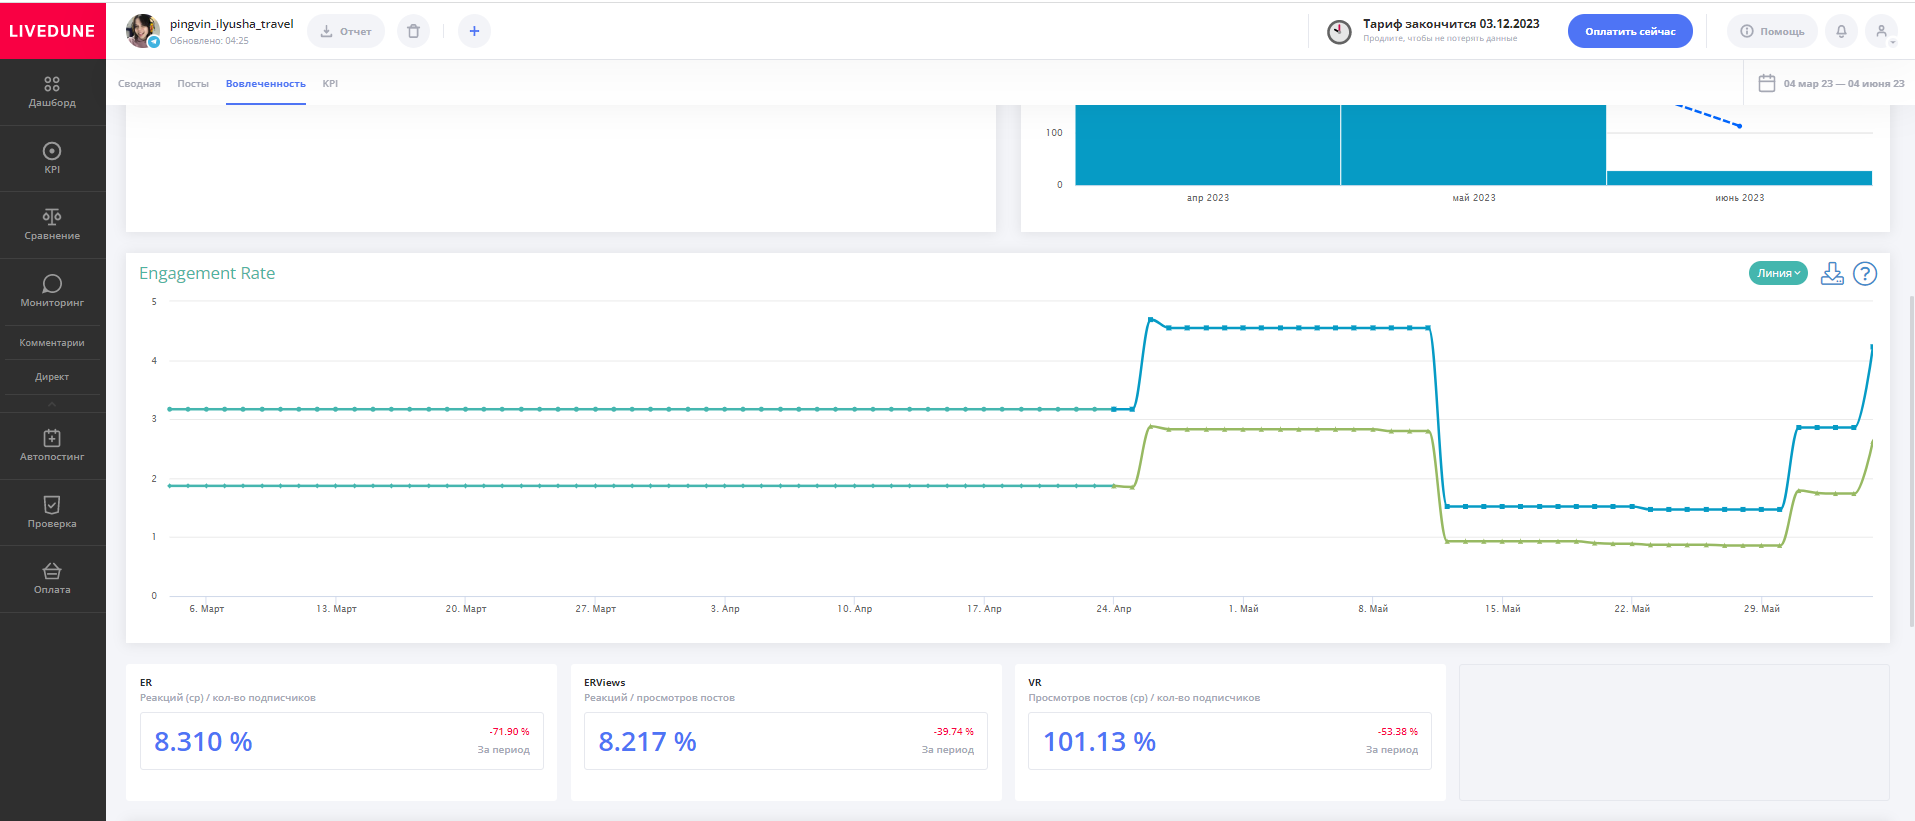 LIVEDUNE
pingvin_ilyusha_travel
Обновлено: 04:25
Отчет
Тариф закончится 03.12.2023
Продлите, чтобы не потерять данные
Оплатить сейчас
Помощь
Сводная
Посты
Вовлеченность
KPI
04 мар 23 — 04 июня 23
Дашборд
KPI
Сравнение
Мониторинг
Комментарии
Директ
Автопостинг
Проверка
Оплата
100
0
апр 2023
май 2023
июнь 2023
Engagement Rate
Линия
?
5
4
3
2
1
0
6. Март
13. Март
20. Март
27. Март
3. Апр
10. Апр
17. Апр
24. Апр
1. Май
8. Май
15. Май
22. Май
29. Май
ER
Реакций (ср) / кол-во подписчиков
8.310 %
-71.90 %
За период
ERViews
Реакций / просмотров постов
8.217 %
-39.74 %
За период
VR
Просмотров постов (ср) / кол-во подписчиков
101.13 %
-53.38 %
За период